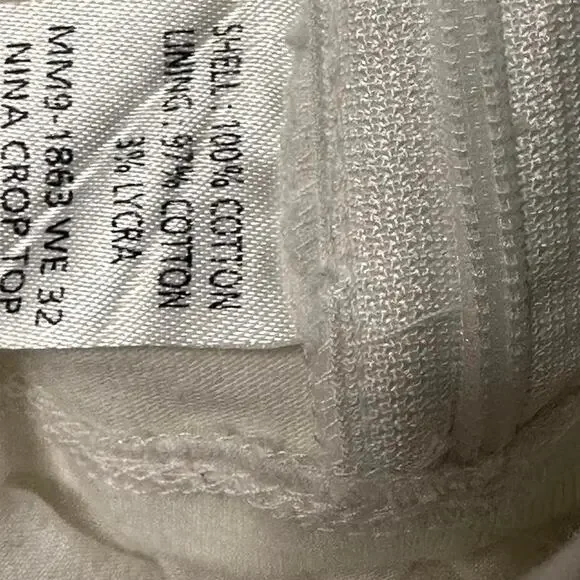 SHELL : 100% COTTON
LINING : 97% COTTON
3% LYCRA
MM9-1863 WE 32
NINA CROP TOP